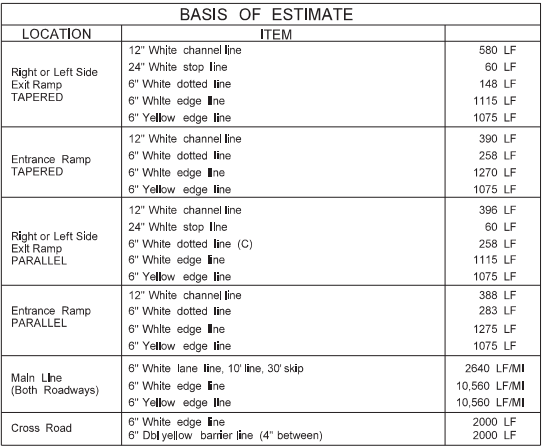 BASIS OF ESTIMATE
LOCATION ITEM
Right or Left Side
Exit Ramp
TAPERED
12" White channel line 580 LF
24" White stop line 60 LF
6" White dotted line 148 LF
6" White edge line 1115 LF
6" Yellow edge line 1075 LF
Entrance Ramp
TAPERED
12" White channel line 390 LF
6" White dotted line 258 LF
6" White edge line 1270 LF
6" Yellow edge line 1075 LF
Right or Left Side
Exit Ramp
PARALLEL
12" White channel line 396 LF
24" White stop line 60 LF
6" White dotted line (C) 258 LF
6" White edge line 1115 LF
6" Yellow edge line 1075 LF
Entrance Ramp
PARALLEL
12" White channel line 388 LF
6" White dotted line 283 LF
6" White edge line 1275 LF
6" Yellow edge line 1075 LF
Main Line
(Both Roadways)
6" White lane line, 10' line, 30' skip 2640 LF/MI
6" White edge line 10,560 LF/MI
6" Yellow edge line 10,560 LF/MI
Cross Road
6" White edge line 2000 LF
6" Dbl yellow barrier line (4" between) 2000 LF